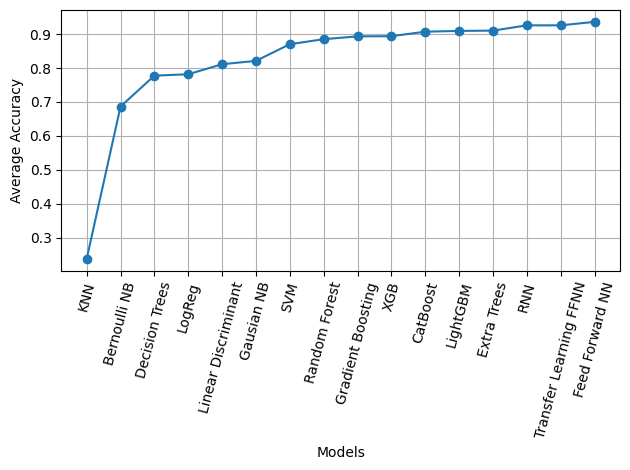 Average Accuracy
0.9
0.8
0.7
0.6
0.5
0.4
0.3
KNN
Bernoulli NB
Decision Trees
LogReg
Linear Discriminant
Gausian NB
SVM
Random Forest
Gradient Boosting
XGB
CatBoost
LightGBM
Extra Trees
RNN
Transfer Learning FFNN
Feed Forward NN
Models